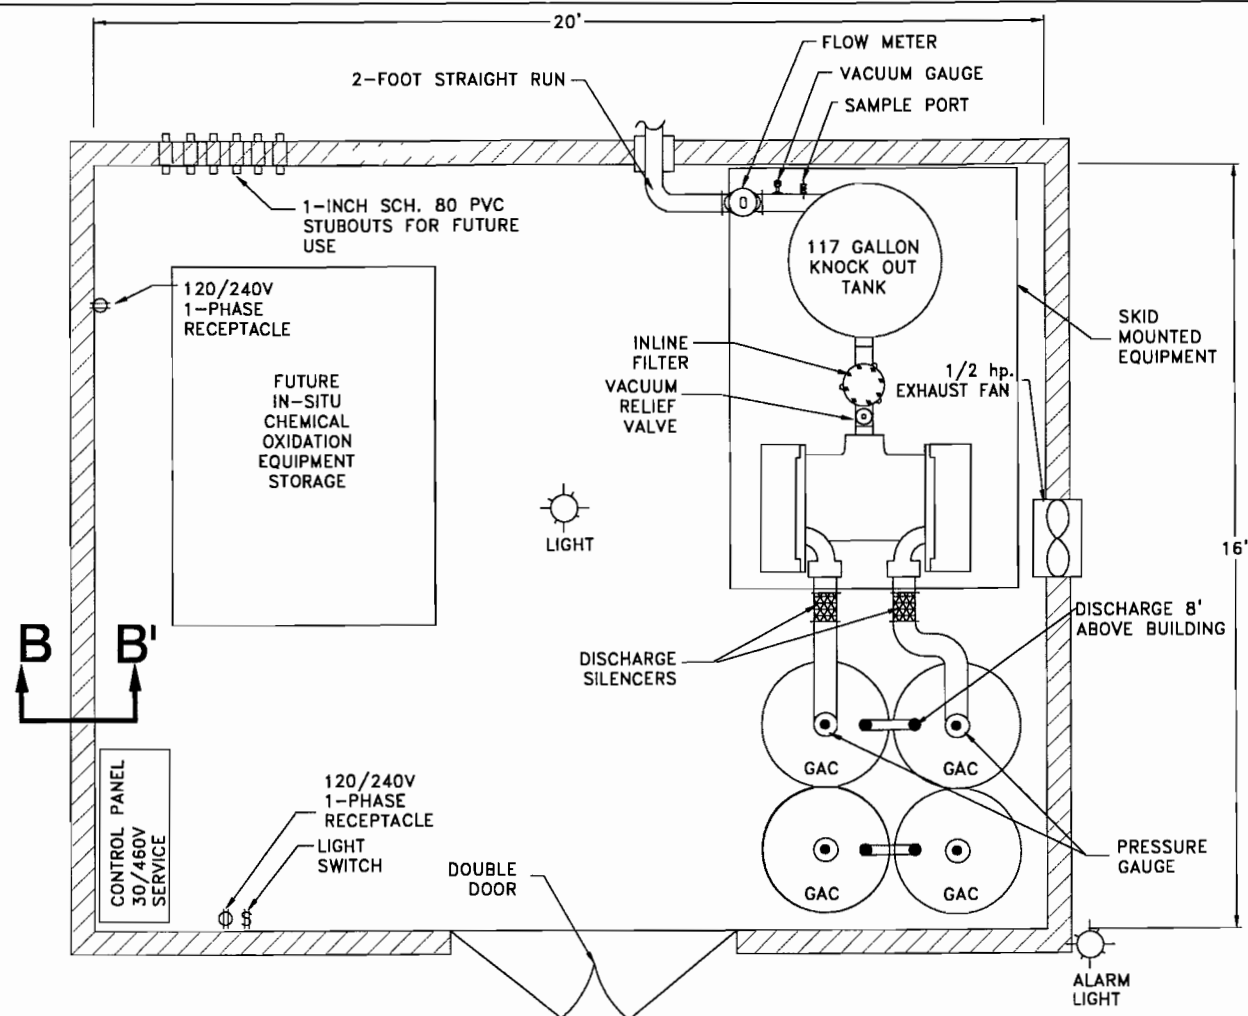 20'
FLOW METER
2-FOOT STRAIGHT RUN
VACUUM GAUGE
SAMPLE PORT
1-INCH SCH. 80 PVC
STUBOUTS FOR FUTURE
USE
117 GALLON
KNOCK OUT
TANK
120/240V
1-PHASE
RECEPTACLE
SKID
MOUNTED
EQUIPMENT
INLINE
FILTER
1/2 hp.
EXHAUST FAN
VACUUM
RELIEF
VALVE
FUTURE
IN-SITU
CHEMICAL
OXIDATION
EQUIPMENT
STORAGE
LIGHT
16'
DISCHARGE 8'
ABOVE BUILDING
B B'
DISCHARGE
SILENCERS
GAC
GAC
CONTROL PANEL
30/460V
SERVICE
120/240V
1-PHASE
RECEPTACLE
LIGHT
SWITCH
DOUBLE
DOOR
PRESSURE
GAUGE
GAC
GAC
S
ALARM
LIGHT